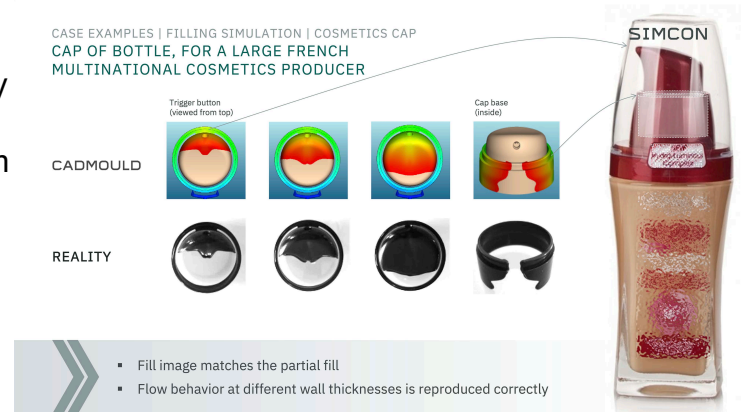 CASE EXAMPLES | FILLING SIMULATION | COSMETICS CAP
CAP OF BOTTLE, FOR A LARGE FRENCH
MULTINATIONAL COSMETICS PRODUCER
SIMCON
Trigger button
(viewed from top)
Cap base
(inside)
CADMOULD
REALITY
▪ Fill image matches the partial fill
▪ Flow behavior at different wall thicknesses is reproduced correctly